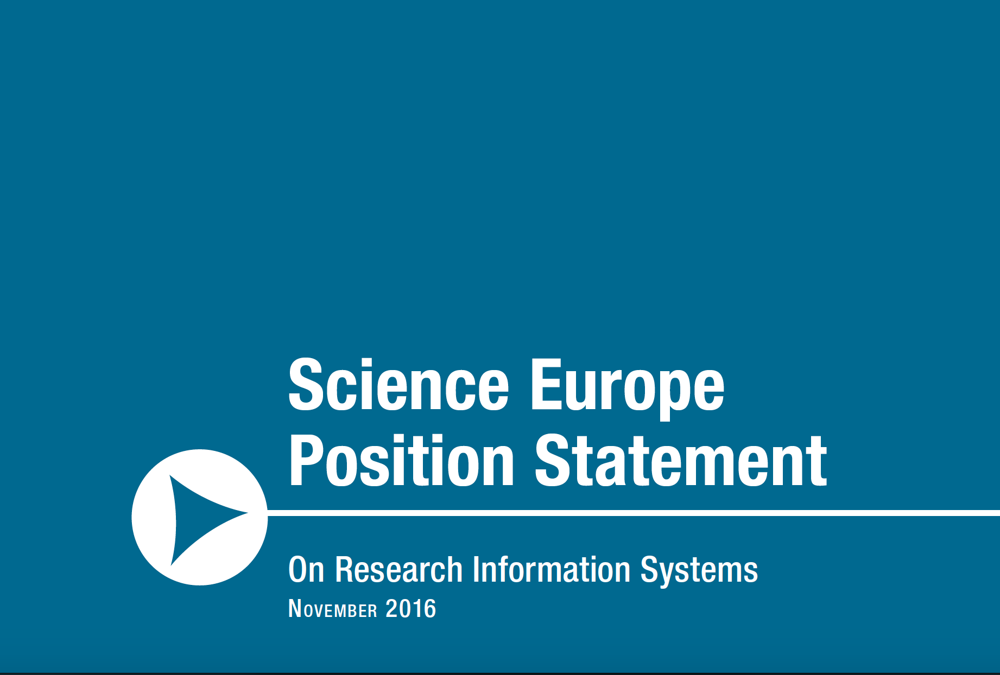 Science Europe
Position Statement
On Research Information Systems
November 2016